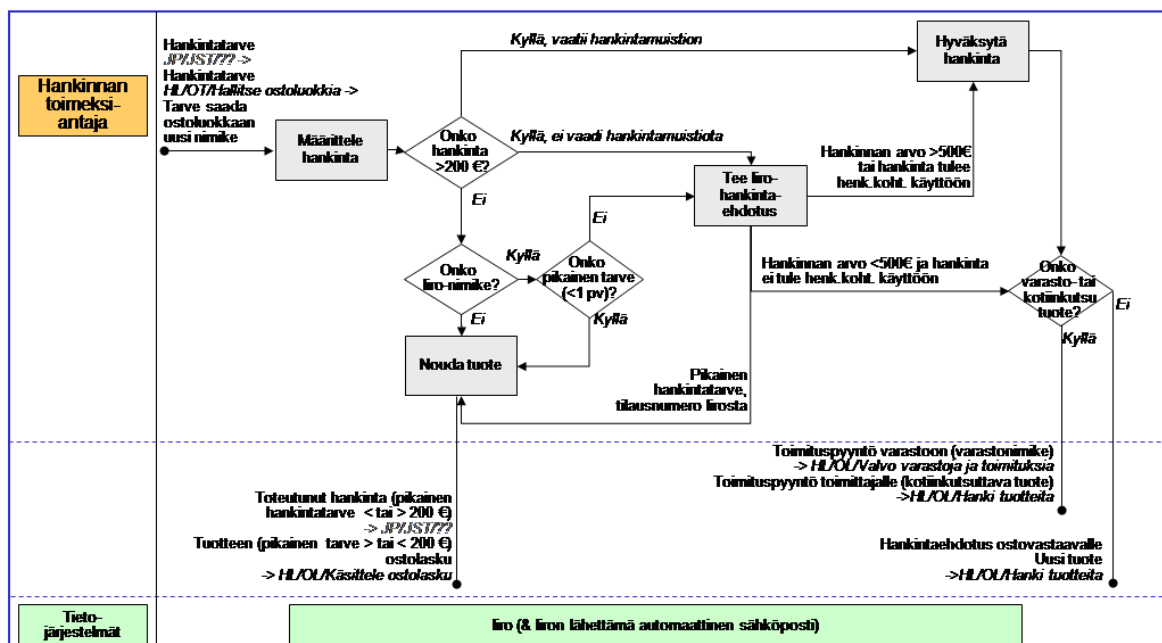 Hankintatarve
JP/JST/??? ->
Hankintatarve
HL/OT/Hallitse ostoluokkia ->
Tarve saada
ostoluokkaan
uusi nimike
Hankinnan
toimeksi-
antaja
Määrittele
hankinta
Onko
hankinta
>200 €?
Kyllä, vaatii hankintamuistion
Kyllä, ei vaadi hankintamuistiota
Hyväksytä
hankinta
Tee Iiro-
hankinta-
ehdotus
Hankinnan arvo >500€
tai hankinta tulee
henk.koht. käyttöön
Ei
Onko
Iiro-nimike?
Kyllä
Onko
pikainen tarve
(<1 pv)?
Ei
Kyllä
Ei
Nouda tuote
Hankinnan arvo <500€ ja hankinta
ei tule henk.koht. käyttöön
Onko
varasto- tai
kotiinkutsu
tuote?
Ei
Kyllä
Pikainen
hankintatarve,
tilausnumero Iirosta
Toimituspyyntö varastoon (varastonimike)
-> HL/OL/Valvo varastoja ja toimituksia
Toimituspyyntö toimittajalle (kotiinkutsuttava tuote)
->HL/OL/Hanki tuotteita
Toteutunut hankinta (pikainen
hankintatarve < tai > 200 €)
-> JP/JST/???
Tuotteen (pikainen tarve > tai < 200 €)
ostolasku
-> HL/OL/Käsittele ostolasku
Hankintaehdotus ostovastaavalle
Uusi tuote
->HL/OL/Hanki tuotteita
Tieto-
järjestelmät
Iiro (& Iiron lähettämä automaattinen sähköposti)